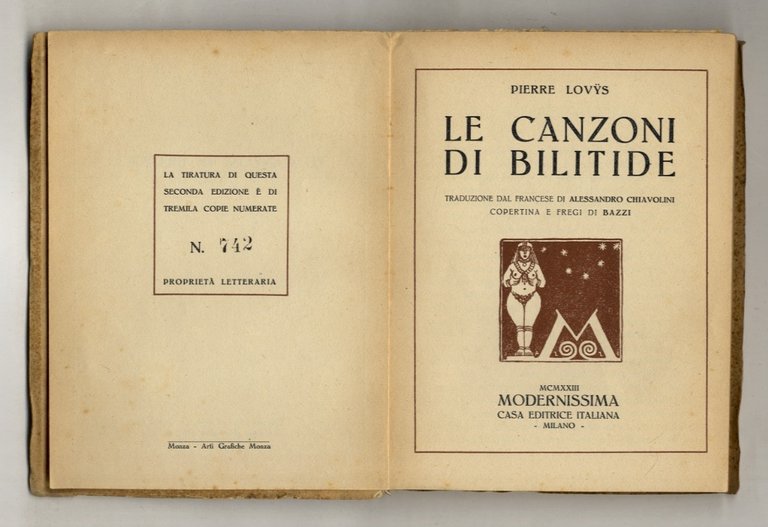 LA TIRATURA DI QUESTA
SECONDA EDIZIONE È DI
TREMILA COPIE NUMERATE
N. 742
PROPRIETÀ LETTERARIA
Monza - Arti Grafiche Monza
PIERRE LOVŸS
LE CANZONI
DI BILITIDE
TRADUZIONE DAL FRANCESE DI ALESSANDRO CHIAVOLINI
COPERTINA E FREGI DI BAZZI
M
MCMXXIII
MODERNISSIMA
CASA EDITRICE ITALIANA
- MILANO -